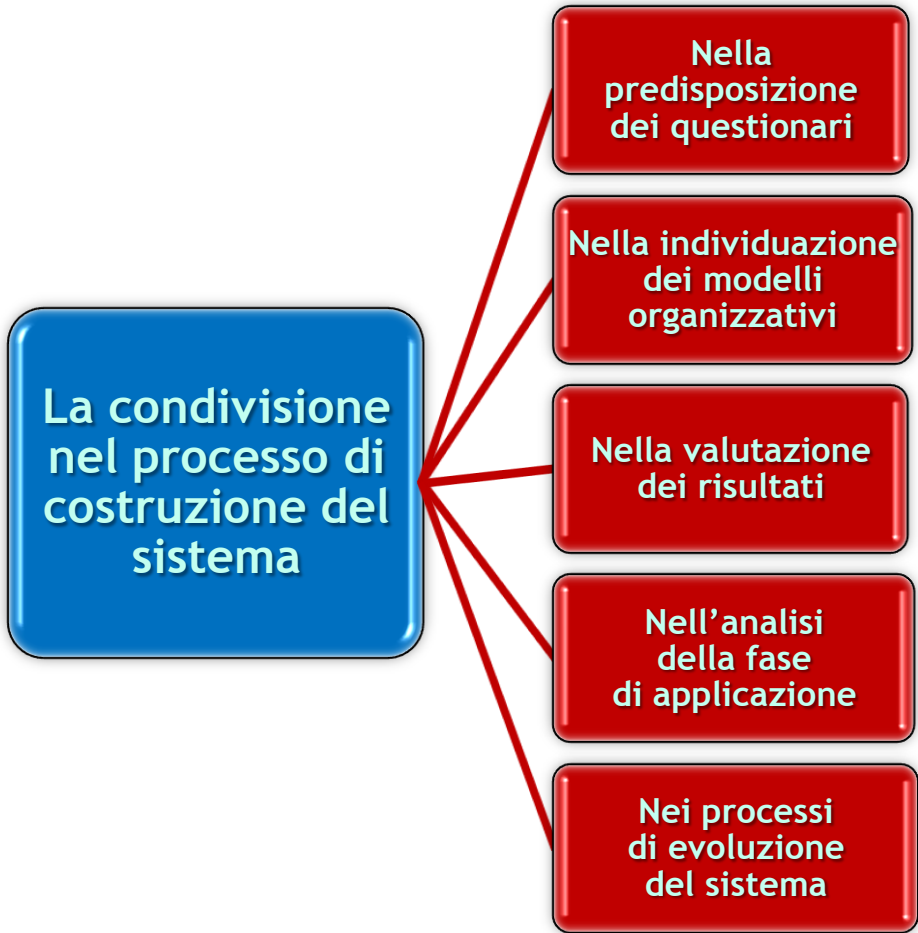 La condivisione
nel processo di
costruzione del
sistema
Nella
predisposizione
dei questionari
Nella individuazione
dei modelli
organizzativi
Nella valutazione
dei risultati
Nell’analisi
della fase
di applicazione
Nei processi
di evoluzione
del sistema